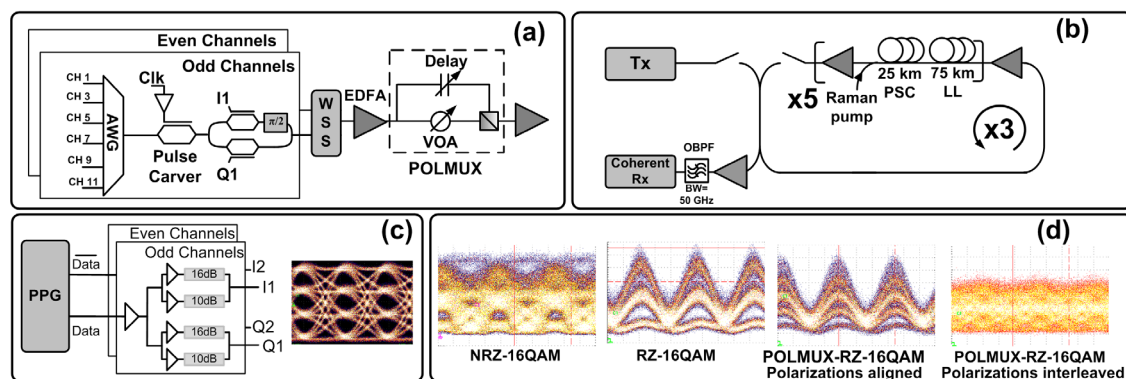 (a)
Even Channels
Odd Channels
Clk
CH 1
CH 3
CH 5
CH 7
CH 9
CH 11
AWG
Pulse
Carver
I1
π/2
Q1
WSS
EDFA
Delay
VOA
POLMUX
(b)
Tx
x5
Raman
pump
25 km
PSC
75 km
LL
x3
Coherent
Rx
OBPF
BW=
50 GHz
(c)
Even Channels
Odd Channels
PPG
Data
Data
16dB
10dB
16dB
10dB
I2
I1
Q2
Q1
(d)
NRZ-16QAM
RZ-16QAM
POLMUX-RZ-16QAM
Polarizations aligned
POLMUX-RZ-16QAM
Polarizations interleaved